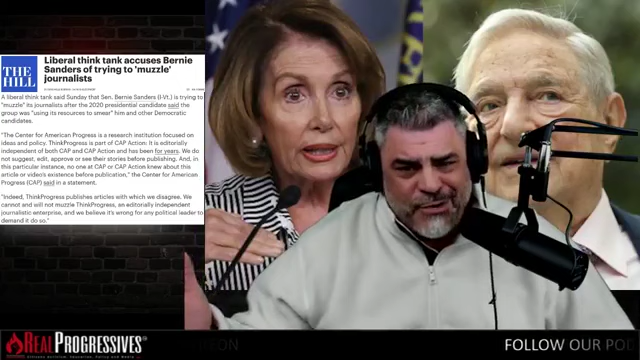 THE HILL
Liberal think tank accuses Bernie
Sanders of trying to 'muzzle'
journalists
A liberal think tank said Sunday that Sen. Bernie Sanders (I-Vt.) is trying to
"muzzle" its journalists after the 2020 presidential candidate said the
group was "using its resources to smear" him and other Democratic
candidates.
"The Center for American Progress is a research institution focused on
ideas and policy. ThinkProgress is part of CAP Action: It is editorially
independent of both CAP and CAP Action and has been for years. We do
not suggest, edit, approve or see their stories before publishing. And, in
this particular instance, no one at CAP or CAP Action knew about this
article or video's existence before publication," the Center for American
Progress (CAP) said in a statement.
"Indeed, ThinkProgress publishes articles with which we disagree. We
cannot and will not muzzle ThinkProgress, an editorially independent
journalistic enterprise, and we believe it's wrong for any political leader to
demand it do so."
REALPROGRESSIVES
FOLLOW OUR POD